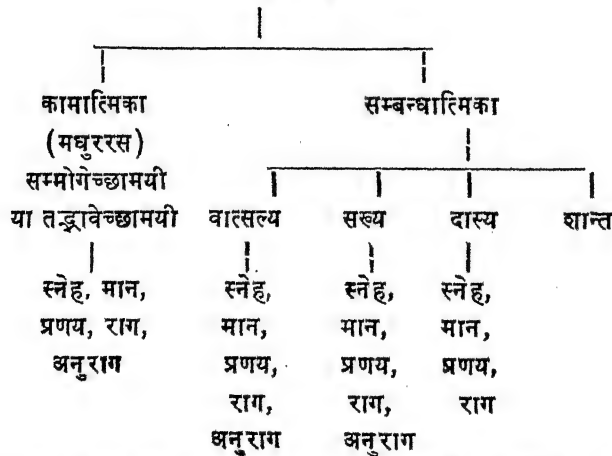 कामात्मिका सम्बन्धात्मिका
(मधुररस)
सम्भोगेच्छामयी
या तद्भावेच्छामयी वात्सल्य सख्य दास्य शान्त
स्नेह, मान, स्नेह, स्नेह, स्नेह,
प्रणय, राग, मान, मान, मान,
अनुराग प्रणय, प्रणय, प्रणय,
राग, राग, राग
अनुराग अनुराग